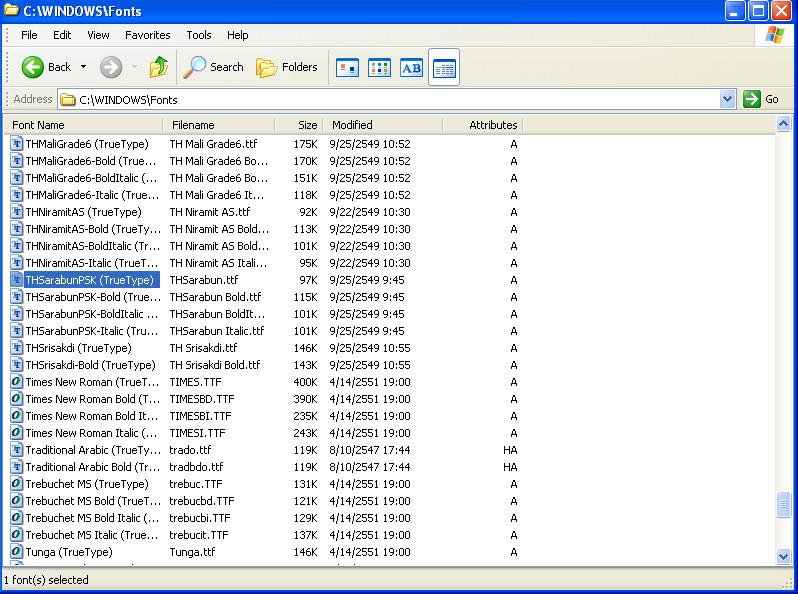 C:\WINDOWS\Fonts
File Edit View Favorites Tools Help
Back Search Folders AB
Address C:\WINDOWS\Fonts Go
Font Name Filename Size Modified Attributes
THMaliGrade6 (TrueType) TH Mali Grade6.ttf 175K 9/25/2549 10:52 A
THMaliGrade6-Bold (True... TH Mali Grade6 Bo... 170K 9/25/2549 10:52 A
THMaliGrade6-BoldItalic (... TH Mali Grade6 Bo... 151K 9/25/2549 10:52 A
THMaliGrade6-Italic (True... TH Mali Grade6 It... 118K 9/25/2549 10:52 A
THNiramitAS (TrueType) TH Niramit AS.ttf 92K 9/22/2549 10:30 A
THNiramitAS-Bold (TrueTy... TH Niramit AS Bold... 113K 9/22/2549 10:30 A
THNiramitAS-BoldItalic (Tr... TH Niramit AS Bold... 101K 9/22/2549 10:30 A
THNiramitAS-Italic (TrueT... TH Niramit AS Itali... 95K 9/22/2549 10:30 A
THSarabunPSK (TrueType) THSarabun.ttf 97K 9/25/2549 9:45 A
THSarabunPSK-Bold (True... THSarabun Bold.ttf 115K 9/25/2549 9:45 A
THSarabunPSK-BoldItalic ... THSarabun BoldIt... 101K 9/25/2549 9:45 A
THSarabunPSK-Italic (Tru... THSarabun Italic.ttf 101K 9/25/2549 9:45 A
THSrisakdi (TrueType) TH Srisakdi.ttf 146K 9/25/2549 10:55 A
THSrisakdi-Bold (TrueType) TH Srisakdi Bold.ttf 143K 9/25/2549 10:55 A
Times New Roman (TrueT... TIMES.TTF 400K 4/14/2551 19:00 A
Times New Roman Bold (T... TIMESBD.TTF 390K 4/14/2551 19:00 A
Times New Roman Bold It... TIMESBI.TTF 235K 4/14/2551 19:00 A
Times New Roman Italic (... TIMESI.TTF 243K 4/14/2551 19:00 A
Traditional Arabic (TrueTy... trado.ttf 119K 8/10/2547 17:44 HA
Traditional Arabic Bold (Tr... tradbdo.ttf 119K 8/10/2547 17:44 HA
Trebuchet MS (TrueType) trebuc.TTF 131K 4/14/2551 19:00 A
Trebuchet MS Bold (TrueT... trebucbd.TTF 121K 4/14/2551 19:00 A
Trebuchet MS Bold Italic (... trebucbi.TTF 129K 4/14/2551 19:00 A
Trebuchet MS Italic (True... trebucit.TTF 137K 4/14/2551 19:00 A
Tunga (TrueType) Tunga.ttf 146K 4/14/2551 19:00 A
1 font(s) selected